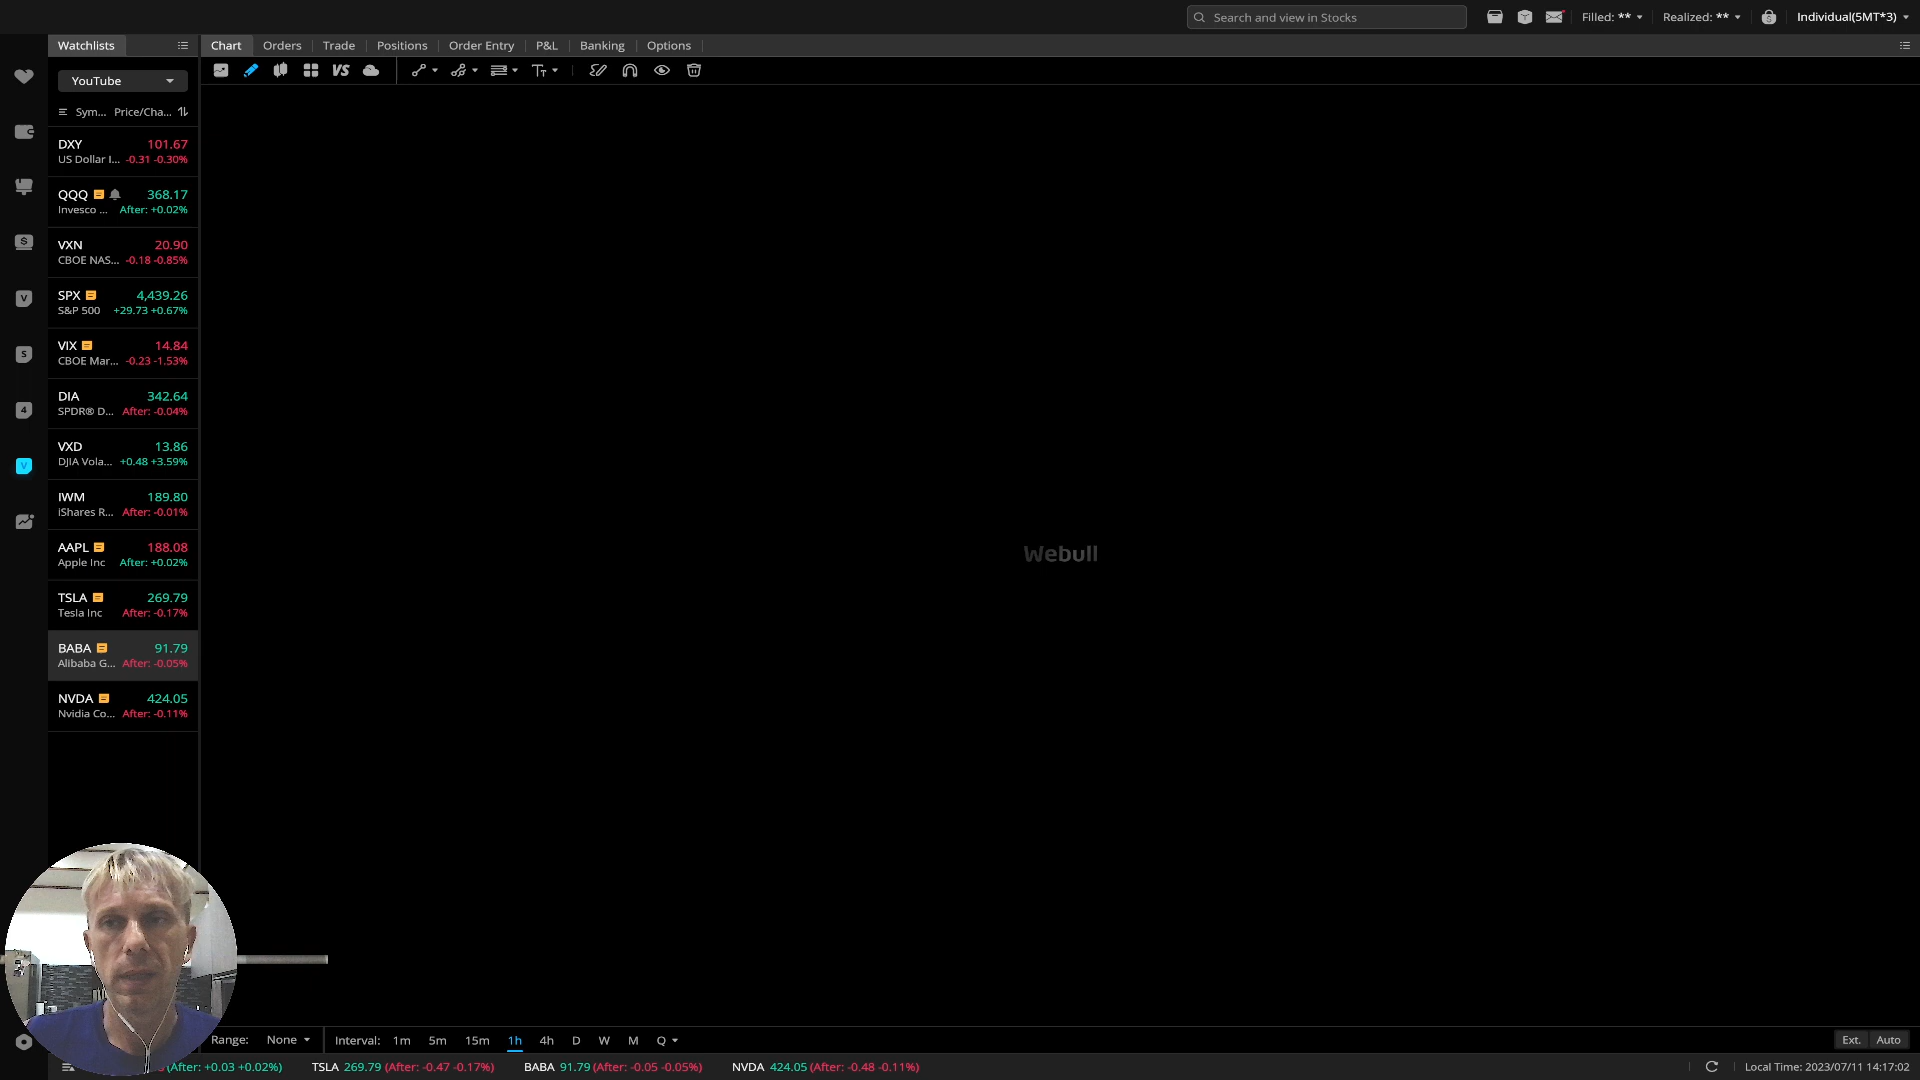 Search and view in Stocks
Filled: **
Realized: **
Individual(5MT*3)
Watchlists
Chart
Orders
Trade
Positions
Order Entry
P&L
Banking
Options
YouTube
VS
Sym... Price/Cha...
DXY 101.67
US Dollar I... -0.31 -0.30%
QQQ 368.17
Invesco ... After: +0.02%
VXN 20.90
CBOE NAS... -0.18 -0.85%
SPX 4,439.26
S&P 500 +29.73 +0.67%
VIX 14.84
CBOE Mar... -0.23 -1.53%
DIA 342.64
SPDR® D... After: -0.04%
VXD 13.86
DJIA Vola... +0.48 +3.59%
IWM 189.80
iShares R... After: -0.01%
AAPL 188.08
Apple Inc After: +0.02%
TSLA 269.79
Tesla Inc After: -0.17%
BABA 91.79
Alibaba G... After: -0.05%
NVDA 424.05
Nvidia Co... After: -0.11%
Webull
Range: None Interval: 1m 5m 15m 1h 4h D W M Q
Ext. Auto
(After: +0.03 +0.02%) TSLA 269.79 (After: -0.47 -0.17%) BABA 91.79 (After: -0.05 -0.05%) NVDA 424.05 (After: -0.48 -0.11%)
Local Time: 2023/07/11 14:17:02